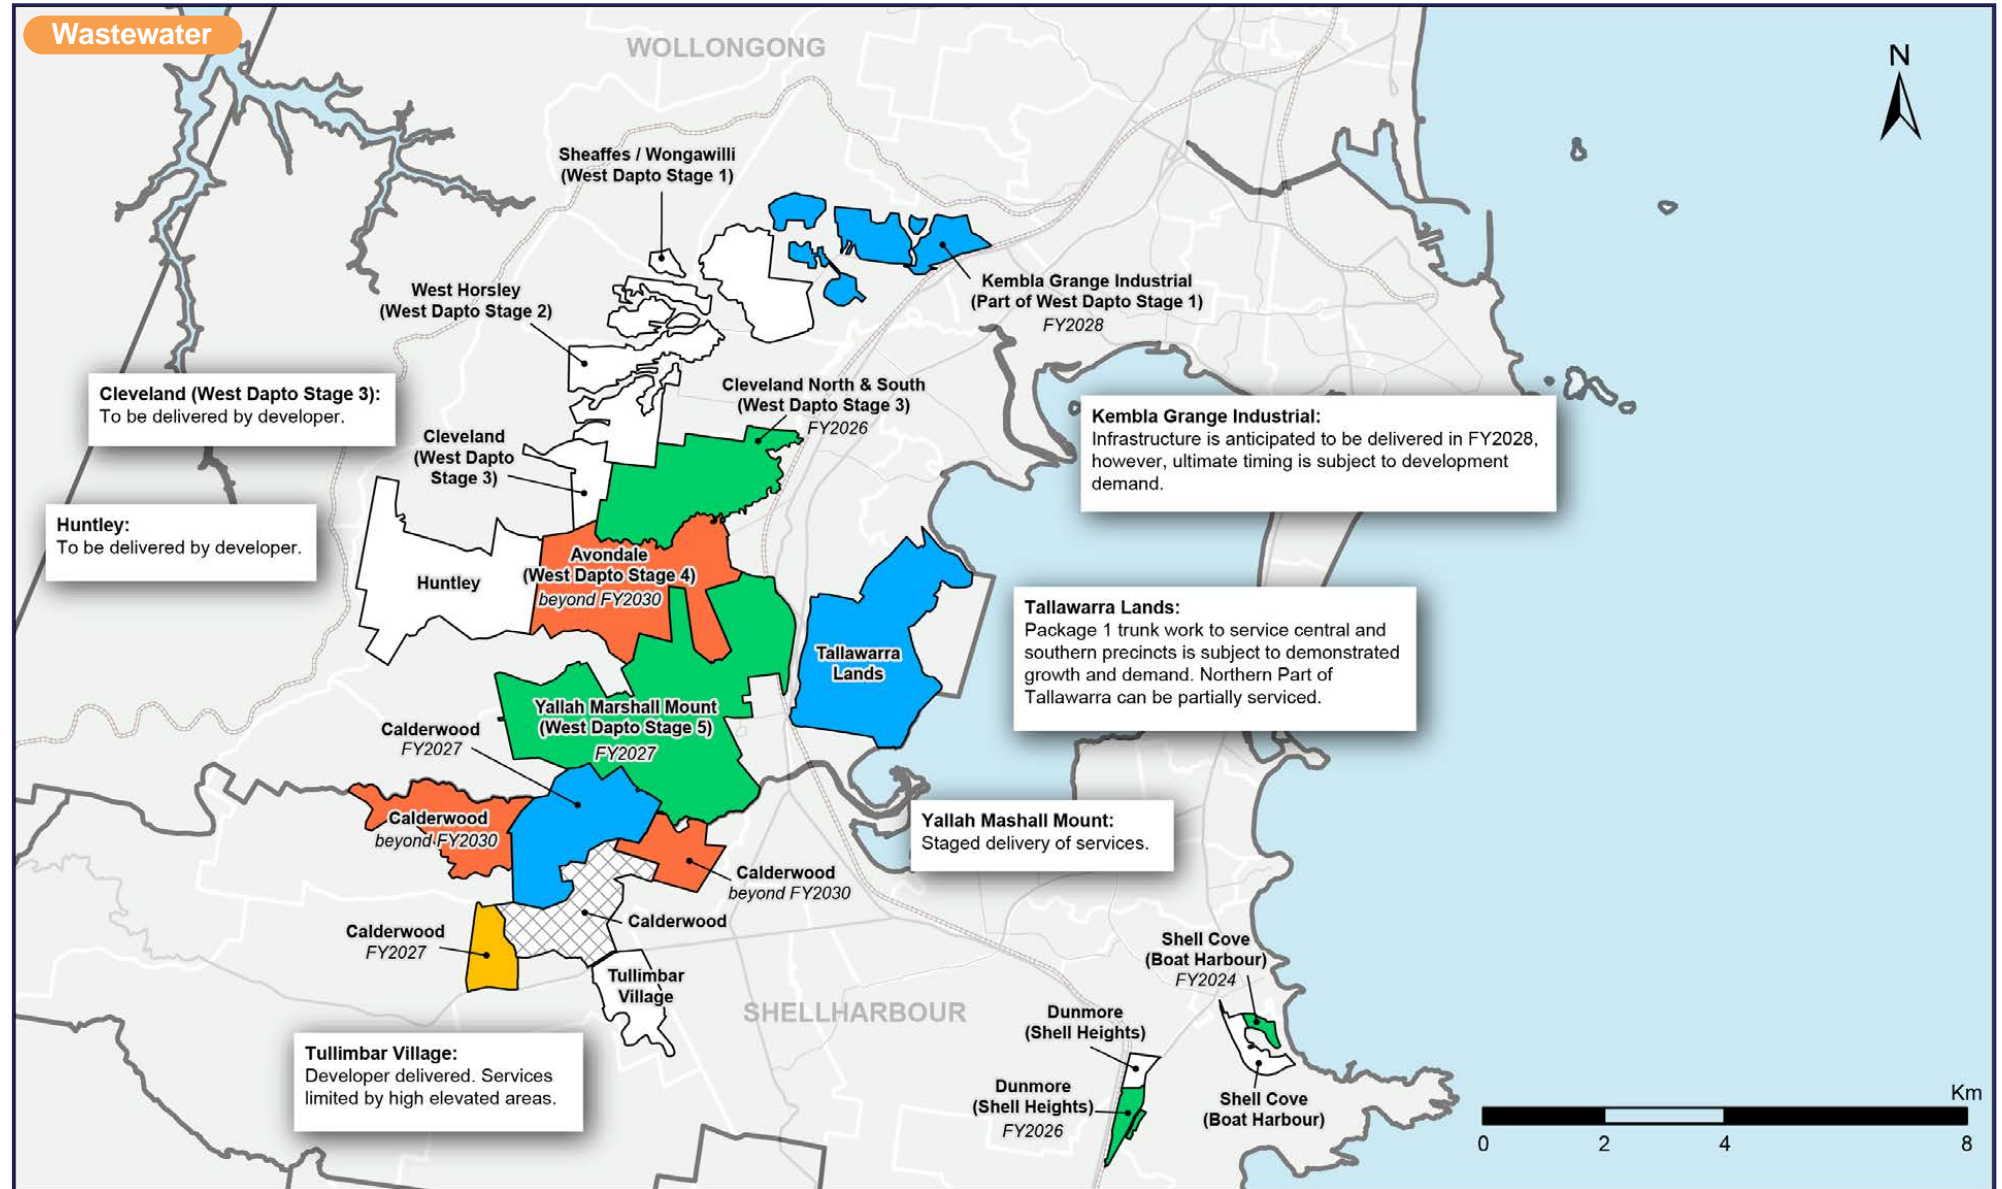 Wastewater
WOLLONGONG
N
Sheaffes / Wongawilli
(West Dapto Stage 1)
West Horsley
(West Dapto Stage 2)
Kembla Grange Industrial
(Part of West Dapto Stage 1)
FY2028
Cleveland (West Dapto Stage 3):
To be delivered by developer.
Cleveland North & South
(West Dapto Stage 3)
FY2026
Kembla Grange Industrial:
Infrastructure is anticipated to be delivered in FY2028,
however, ultimate timing is subject to development
demand.
Cleveland
(West Dapto
Stage 3)
Huntley:
To be delivered by developer.
Huntley
Avondale
(West Dapto Stage 4)
beyond FY2030
Tallawarra Lands:
Package 1 trunk work to service central and
southern precincts is subject to demonstrated
growth and demand. Northern Part of
Tallawarra can be partially serviced.
Tallawarra
Lands
Yallah Marshall Mount
(West Dapto Stage 5)
FY2027
Calderwood
FY2027
Calderwood
beyond FY2030
Yallah Mashall Mount:
Staged delivery of services.
Calderwood
beyond FY2030
Calderwood
Calderwood
FY2027
Tullimbar
Village
SHELLHARBOUR
Shell Cove
(Boat Harbour)
FY2024
Dunmore
(Shell Heights)
Tullimbar Village:
Developer delivered. Services
limited by high elevated areas.
Dunmore
(Shell Heights)
FY2026
Shell Cove
(Boat Harbour)
Km
0 2 4 8